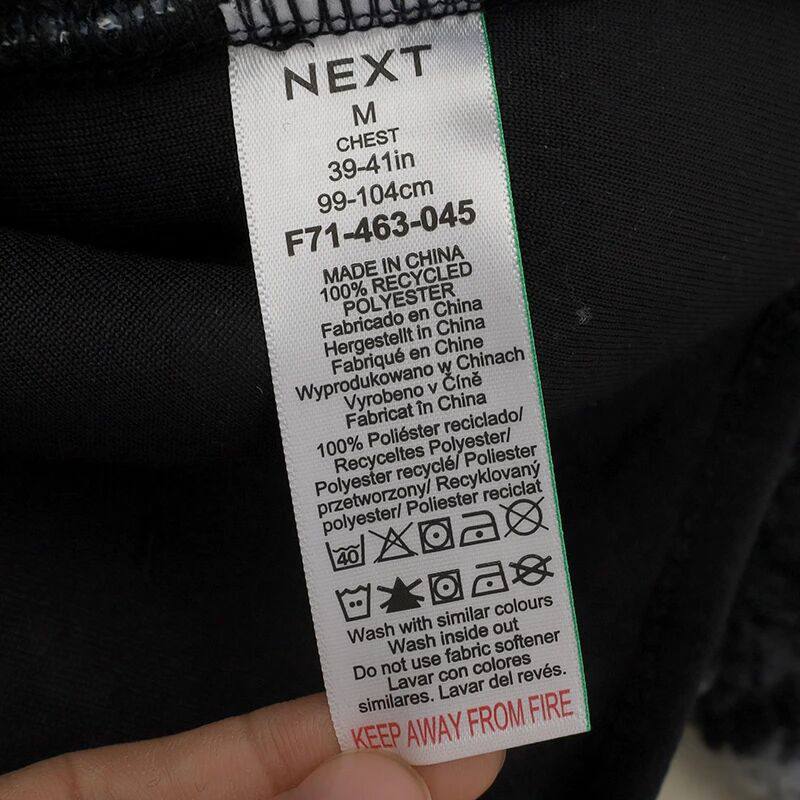 NEXT
M
CHEST
39-41in
99-104cm
F71-463-045
MADE IN CHINA
100% RECYCLED
POLYESTER
Fabricado en China
Hergestellt in China
Fabriqué en Chine
Wyprodukowano w Chinach
Vyrobeno v Číně
Fabricat în China
100% Poliéster reciclado/
Recyceltes Polyester/
Polyester recyclé/ Poliester
przetworzony/ Recyklovaný
polyester/ Poliester reciclat
40
Wash with similar colours
Wash inside out
Do not use fabric softener
Lavar con colores
similares. Lavar del revés.
KEEP AWAY FROM FIRE